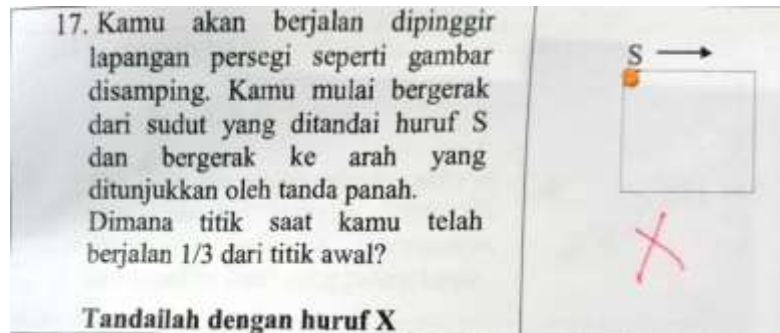 17. Kamu akan berjalan dipinggir
lapangan persegi seperti gambar
disamping. Kamu mulai bergerak
dari sudut yang ditandai huruf S
dan bergerak ke arah yang
ditunjukkan oleh tanda panah.
Dimana titik saat kamu telah
berjalan 1/3 dari titik awal?
Tandailah dengan huruf X
S
X